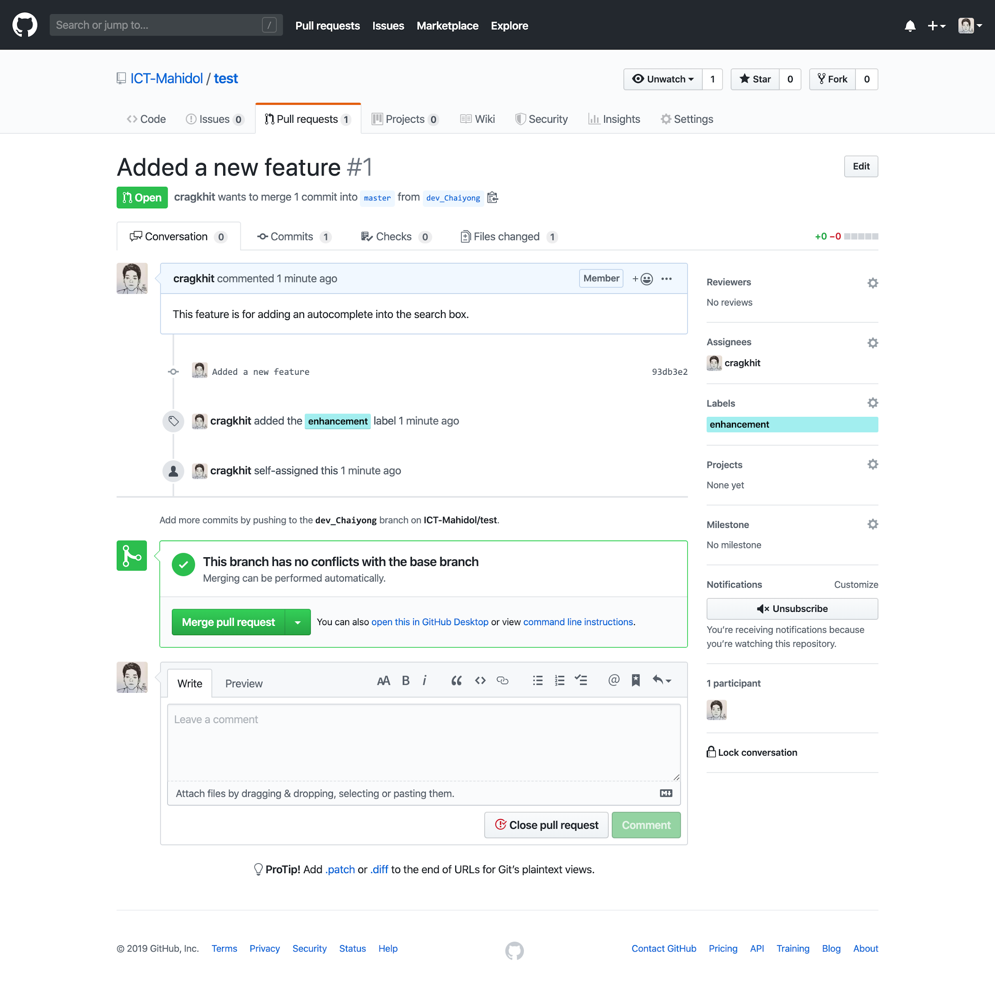 Search or jump to... /
Pull requests Issues Marketplace Explore
ICT-Mahidol / test
Unwatch 1 Star 0 Fork 0
Code Issues 0 Pull requests 1 Projects 0 Wiki Security Insights Settings
Added a new feature #1
Edit
Open cragkhit wants to merge 1 commit into master from dev_Chaiyong
Conversation 0 Commits 1 Checks 0 Files changed 1
+0 −0
cragkhit commented 1 minute ago
Member + •••
This feature is for adding an autocomplete into the search box.
Added a new feature 93db3e2
cragkhit added the enhancement label 1 minute ago
cragkhit self-assigned this 1 minute ago
Add more commits by pushing to the dev_Chaiyong branch on ICT-Mahidol/test.
This branch has no conflicts with the base branch
Merging can be performed automatically.
Merge pull request
You can also open this in GitHub Desktop or view command line instructions.
Write Preview
AA B i “ <> @
Leave a comment
Attach files by dragging & dropping, selecting or pasting them.
M
Close pull request Comment
ProTip! Add .patch or .diff to the end of URLs for Git’s plaintext views.
Reviewers
No reviews
Assignees
cragkhit
Labels
enhancement
Projects
None yet
Milestone
No milestone
Notifications Customize
Unsubscribe
You’re receiving notifications because
you’re watching this repository.
1 participant
Lock conversation
© 2019 GitHub, Inc. Terms Privacy Security Status Help
Contact GitHub Pricing API Training Blog About